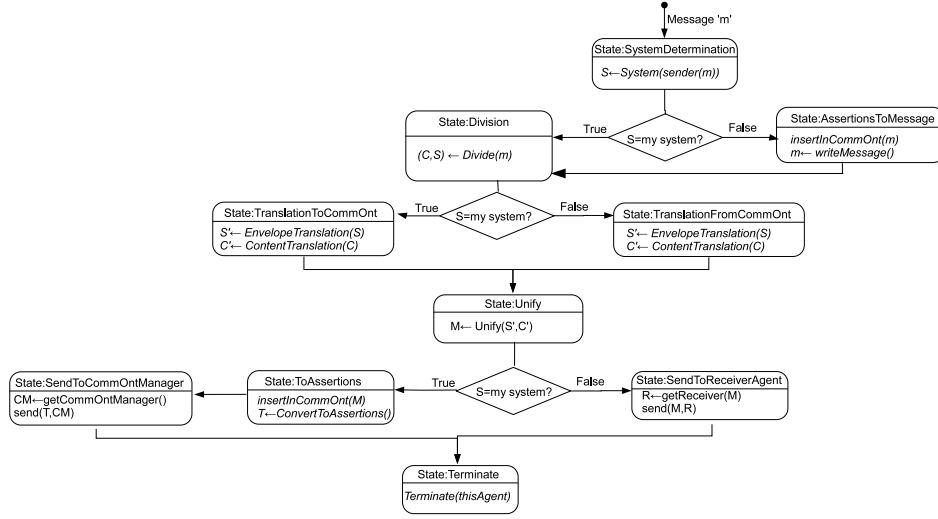 Message 'm'
State:SystemDetermination
S←System(sender(m))
State:Division
(C,S) ← Divide(m)
True
S=my system?
False
State:AssertionsToMessage
insertInCommOnt(m)
m← writeMessage()
State:TranslationToCommOnt
S'← EnvelopeTranslation(S)
C'← ContentTranslation(C)
True
S=my system?
False
State:TranslationFromCommOnt
S'← EnvelopeTranslation(S)
C'← ContentTranslation(C)
State:Unify
M← Unify(S',C')
State:SendToCommOntManager
CM←getCommOntManager()
send(T,CM)
State:ToAssertions
insertInCommOnt(M)
T←ConvertToAssertions()
True
S=my system?
False
State:SendToReceiverAgent
R←getReceiver(M)
send(M,R)
State:Terminate
Terminate(thisAgent)